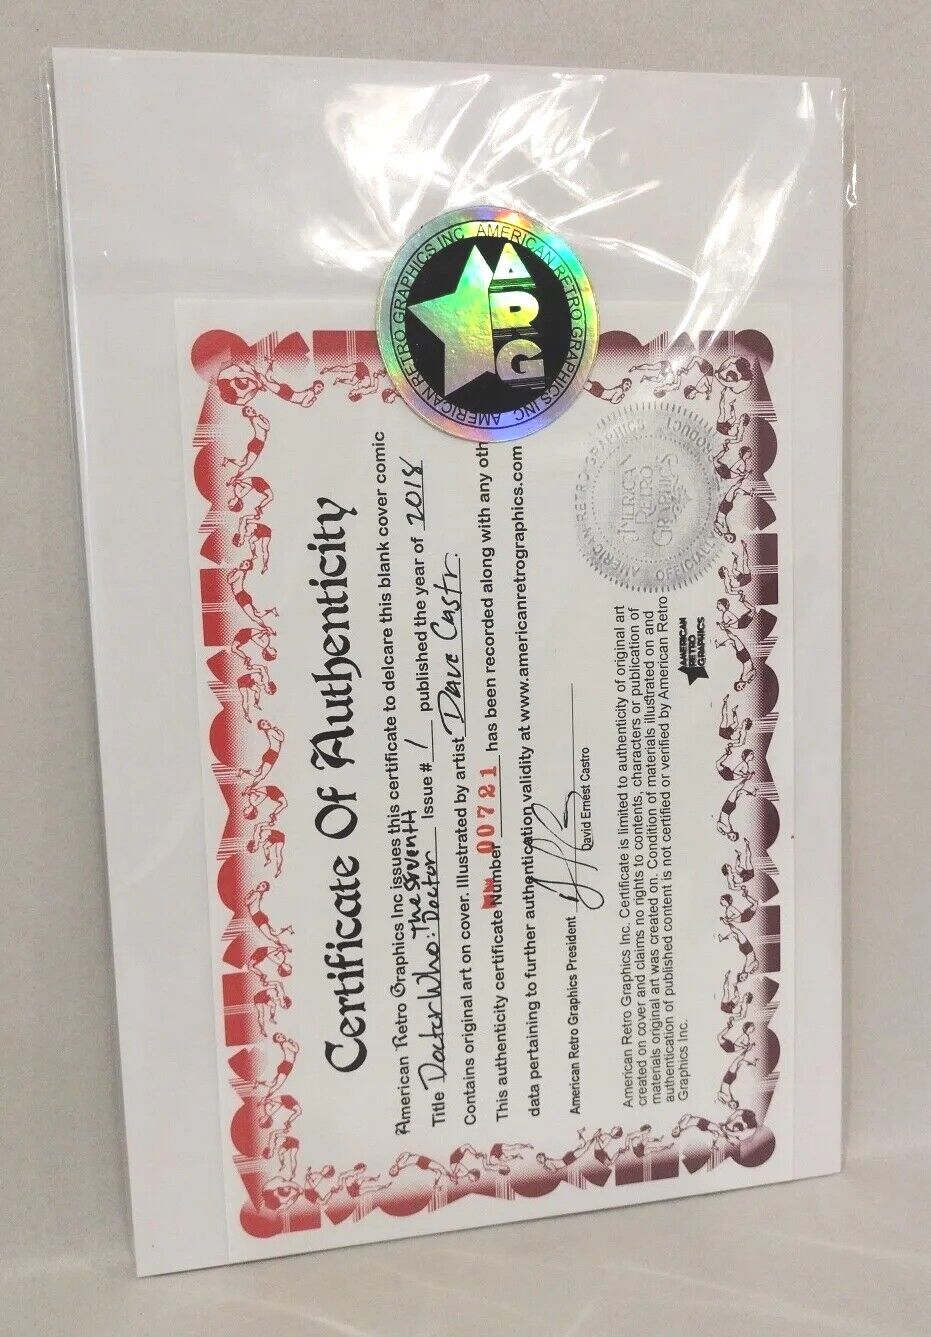 AMERICAN RETRO GRAPHICS INC. AMERICAN RETRO GRAPHICS INC.
ARG
Certificate Of Authenticity
American Retro Graphics Inc issues this certificate to delcare this blank cover comic
Title Doctor Who: The Seventh Doctor Issue # 1 published the year of 2018
Contains original art on cover. Illustrated by artist Dave Castr.
This authenticity certificate Number 00721 has been recorded along with any oth
data pertaining to further authentication validity at www.americanretrographics.com
American Retro Graphics President
David Ernest Castro
AMERICAN RETRO GRAPHICS
OFFICIALLY PRODUCT
AMERICAN
RETRO
GRAPHICS
American Retro Graphics Inc. Certificate is limited to authenticity of original art
created on cover and claims no rights to contents, characters or publication of
materials original art was created on. Condition of materials illustrated on and
authentication of published content is not certified or verified by American Retro
Graphics Inc.
AMERICAN
RETRO
GRAPHICS